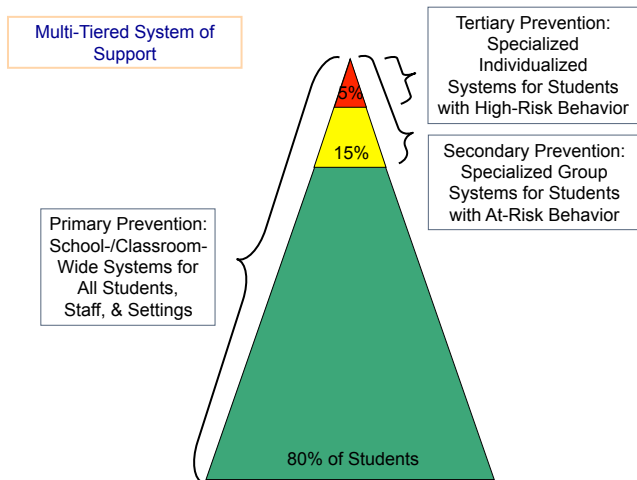 Multi-Tiered System of
Support
Tertiary Prevention:
Specialized
Individualized
Systems for Students
with High-Risk Behavior
5%
15%
Secondary Prevention:
Specialized Group
Systems for Students
with At-Risk Behavior
Primary Prevention:
School-/Classroom-
Wide Systems for
All Students,
Staff, & Settings
80% of Students